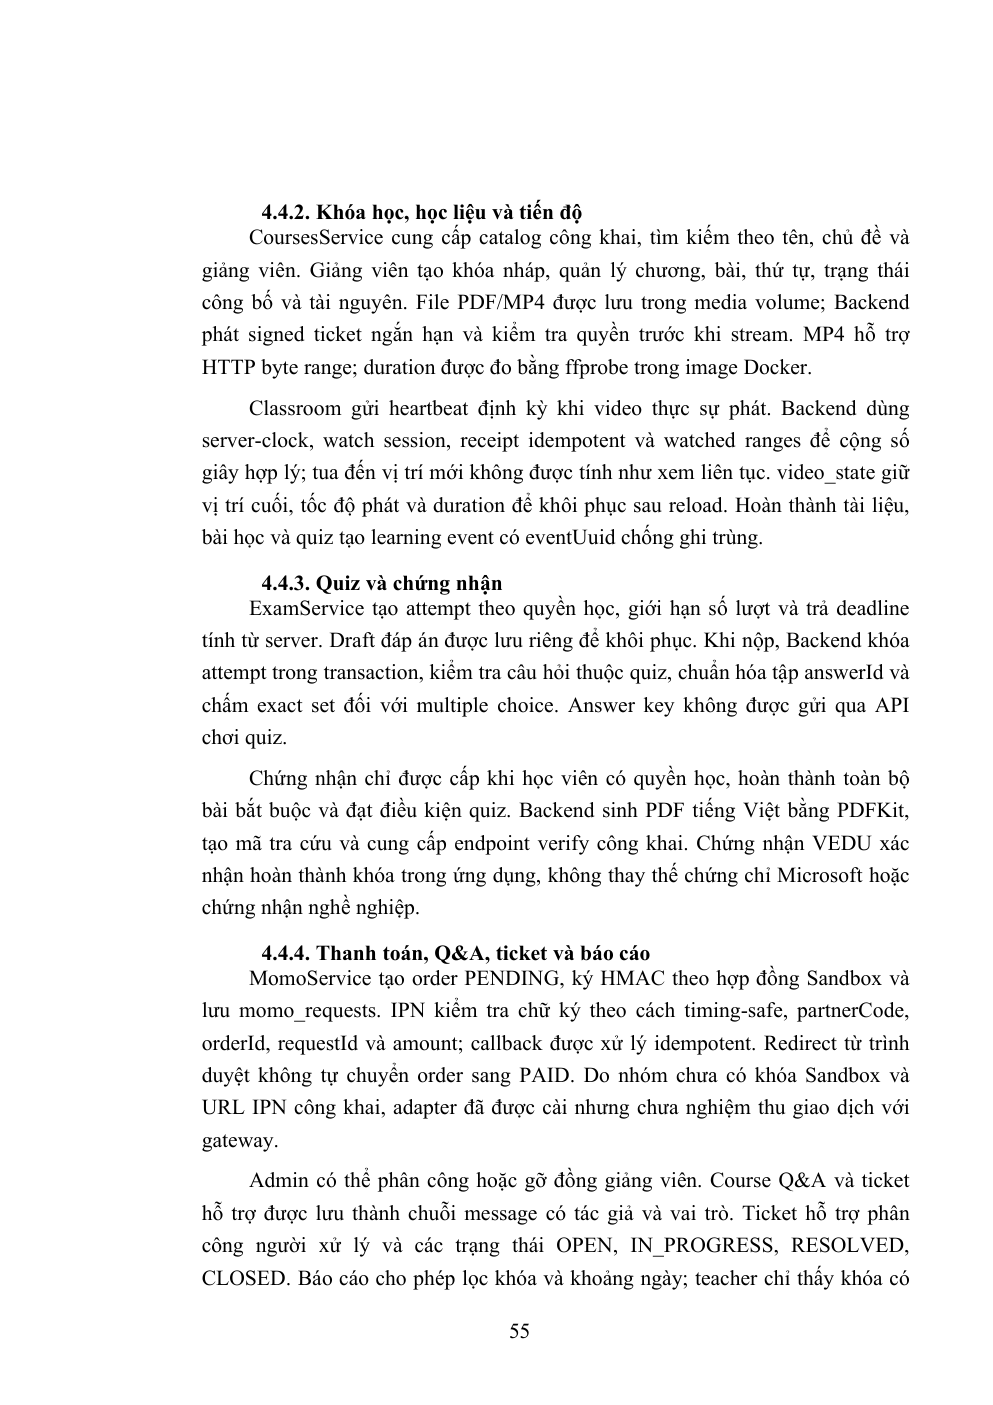 4.4.2. Khóa học, học liệu và tiến độ
CoursesService cung cấp catalog công khai, tìm kiếm theo tên, chủ đề và
giảng viên. Giảng viên tạo khóa nháp, quản lý chương, bài, thứ tự, trạng thái
công bố và tài nguyên. File PDF/MP4 được lưu trong media volume; Backend
phát signed ticket ngắn hạn và kiểm tra quyền trước khi stream. MP4 hỗ trợ
HTTP byte range; duration được đo bằng ffprobe trong image Docker.
Classroom gửi heartbeat định kỳ khi video thực sự phát. Backend dùng
server-clock, watch session, receipt idempotent và watched ranges để cộng số
giây hợp lý; tua đến vị trí mới không được tính như xem liên tục. video_state giữ
vị trí cuối, tốc độ phát và duration để khôi phục sau reload. Hoàn thành tài liệu,
bài học và quiz tạo learning event có eventUuid chống ghi trùng.
4.4.3. Quiz và chứng nhận
ExamService tạo attempt theo quyền học, giới hạn số lượt và trả deadline
tính từ server. Draft đáp án được lưu riêng để khôi phục. Khi nộp, Backend khóa
attempt trong transaction, kiểm tra câu hỏi thuộc quiz, chuẩn hóa tập answerId và
chấm exact set đối với multiple choice. Answer key không được gửi qua API
chơi quiz.
Chứng nhận chỉ được cấp khi học viên có quyền học, hoàn thành toàn bộ
bài bắt buộc và đạt điều kiện quiz. Backend sinh PDF tiếng Việt bằng PDFKit,
tạo mã tra cứu và cung cấp endpoint verify công khai. Chứng nhận VEDU xác
nhận hoàn thành khóa trong ứng dụng, không thay thế chứng chỉ Microsoft hoặc
chứng nhận nghề nghiệp.
4.4.4. Thanh toán, Q&A, ticket và báo cáo
MomoService tạo order PENDING, ký HMAC theo hợp đồng Sandbox và
lưu momo_requests. IPN kiểm tra chữ ký theo cách timing-safe, partnerCode,
orderId, requestId và amount; callback được xử lý idempotent. Redirect từ trình
duyệt không tự chuyển order sang PAID. Do nhóm chưa có khóa Sandbox và
URL IPN công khai, adapter đã được cài nhưng chưa nghiệm thu giao dịch với
gateway.
Admin có thể phân công hoặc gỡ đồng giảng viên. Course Q&A và ticket
hỗ trợ được lưu thành chuỗi message có tác giả và vai trò. Ticket hỗ trợ phân
công người xử lý và các trạng thái OPEN, IN_PROGRESS, RESOLVED,
CLOSED. Báo cáo cho phép lọc khóa và khoảng ngày; teacher chỉ thấy khóa có
55